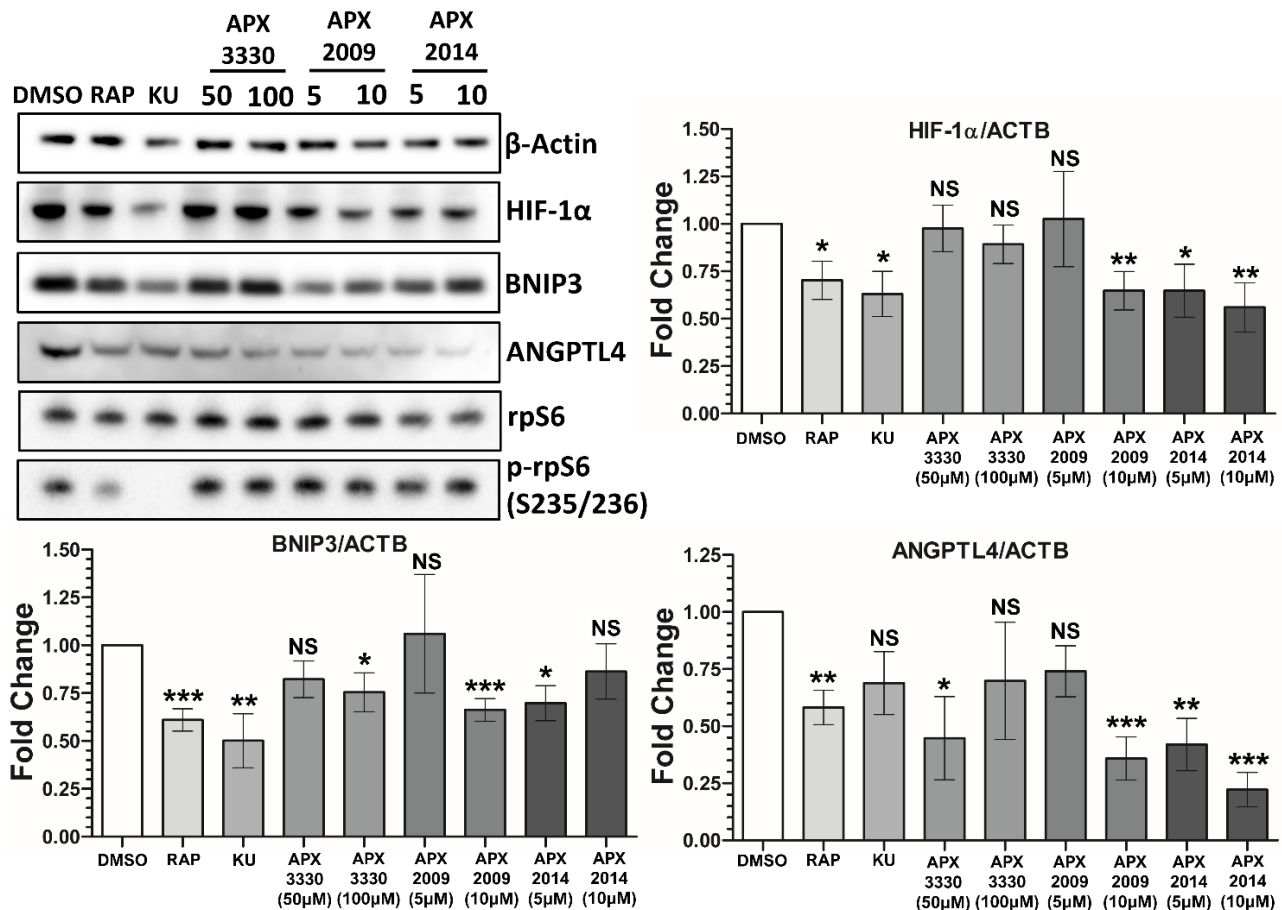 APX APX APX
3330 2009 2014
DMSO RAP KU 50 100 5 10 5 10
β-Actin
HIF-1α
BNIP3
ANGPTL4
rpS6
p-rpS6
(S235/236)
HIF-1α/ACTB
Fold Change
1.50
1.25
1.00
0.75
0.50
0.25
0.00
* * NS NS NS ** * **
DMSO RAP KU APX APX APX APX APX APX
3330 3330 2009 2009 2014 2014
(50µM) (100µM) (5µM) (10µM) (5µM) (10µM)
BNIP3/ACTB
Fold Change
1.50
1.25
1.00
0.75
0.50
0.25
0.00
*** ** NS * NS *** * NS
DMSO RAP KU APX APX APX APX APX APX
3330 3330 2009 2009 2014 2014
(50µM) (100µM) (5µM) (10µM) (5µM) (10µM)
ANGPTL4/ACTB
Fold Change
1.25
1.00
0.75
0.50
0.25
0.00
** NS * NS NS *** ** ***
DMSO RAP KU APX APX APX APX APX APX
3330 3330 2009 2009 2014 2014
(50µM) (100µM) (5µM) (10µM) (5µM) (10µM)